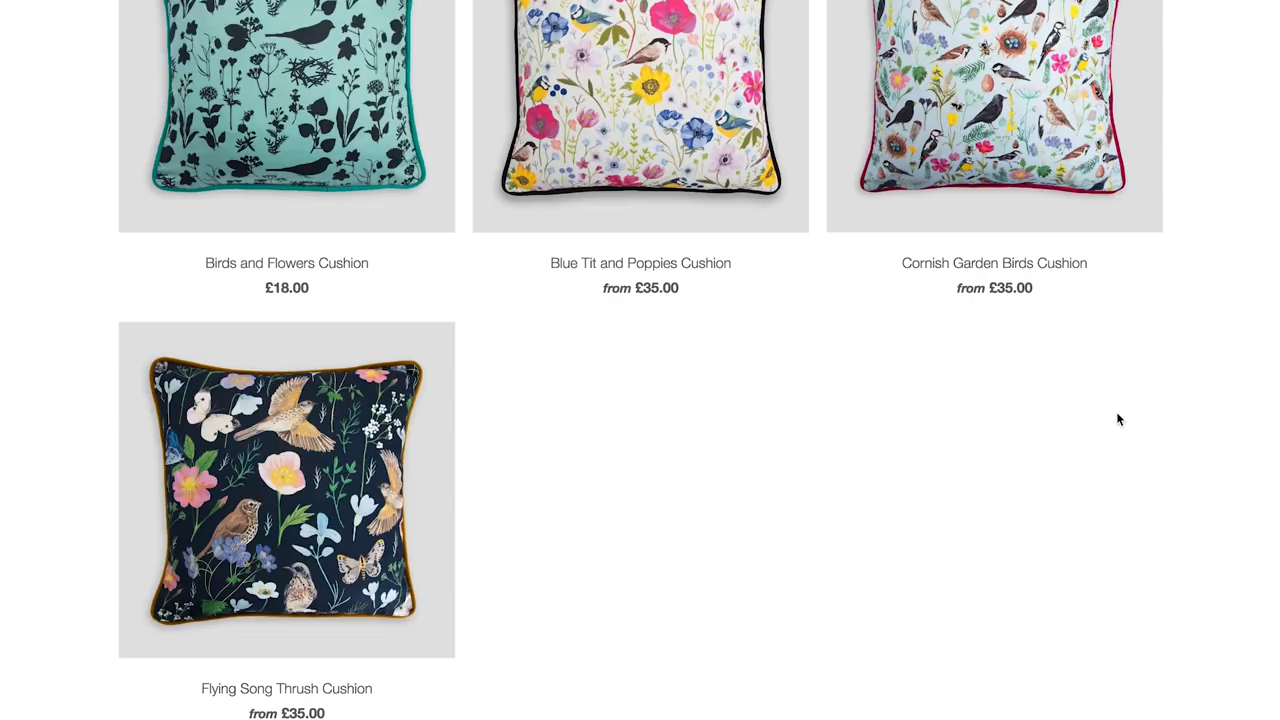 Birds and Flowers Cushion
£18.00
Blue Tit and Poppies Cushion
from £35.00
Cornish Garden Birds Cushion
from £35.00
Flying Song Thrush Cushion
from £35.00